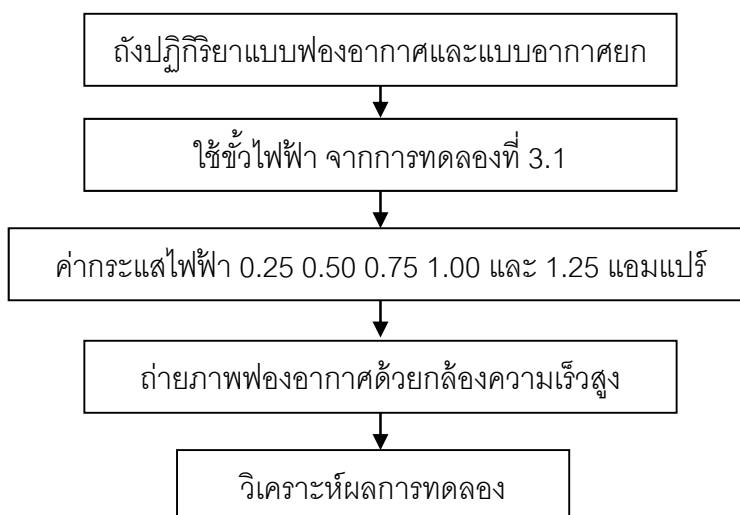 ถังปฏิกิริยาแบบฟองอากาศและแบบอากาศยก
ใช้ขั้วไฟฟ้า จากการทดลองที่ 3.1
ค่ากระแสไฟฟ้า 0.25 0.50 0.75 1.00 และ 1.25 แอมแปร์
ถ่ายภาพฟองอากาศด้วยกล้องความเร็วสูง
วิเคราะห์ผลการทดลอง